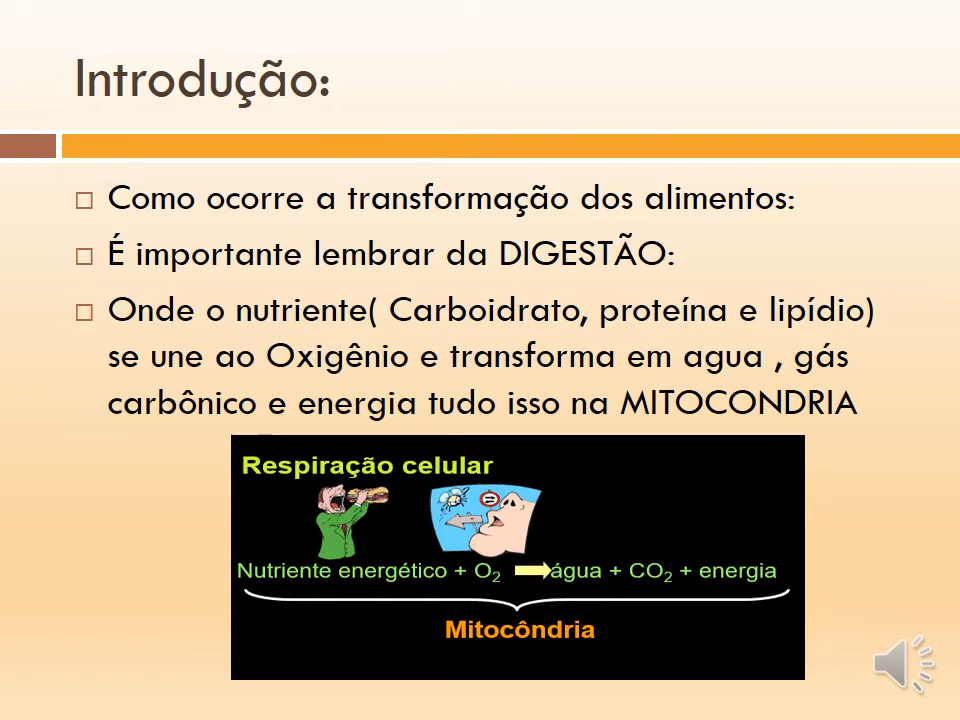 Introdução:
Como ocorre a transformação dos alimentos:
É importante lembrar da DIGESTÃO:
Onde o nutriente( Carboidrato, proteína e lipídio)
se une ao Oxigênio e transforma em agua , gás
carbônico e energia tudo isso na MITOCONDRIA
Respiração celular
Nutriente energético + O₂ água + CO₂ + energia
Mitocôndria